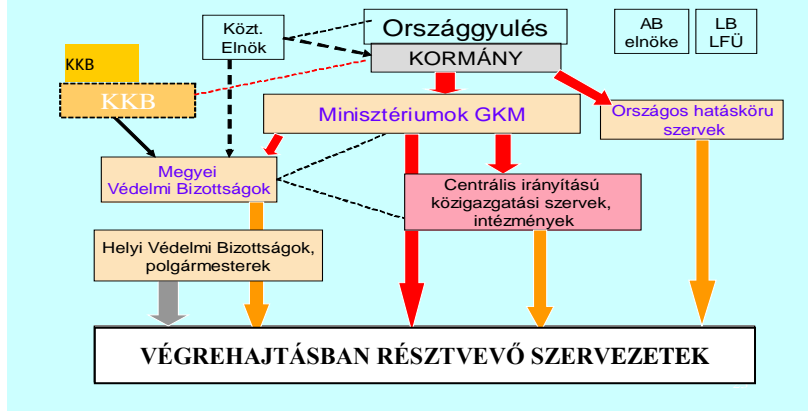 Közt.
Elnök
Országgyulés
AB
elnöke
LB
LFÜ
KKB
KORMÁNY
KKB
Minisztériumok GKM
Országos hatásköru
szervek
Megyei
Védelmi Bizottságok
Centrális irányítású
közigazgatási szervek,
intézmények
Helyi Védelmi Bizottságok,
polgármesterek
VÉGREHAJTÁSBAN RÉSZTVEVŐ SZERVEZETEK